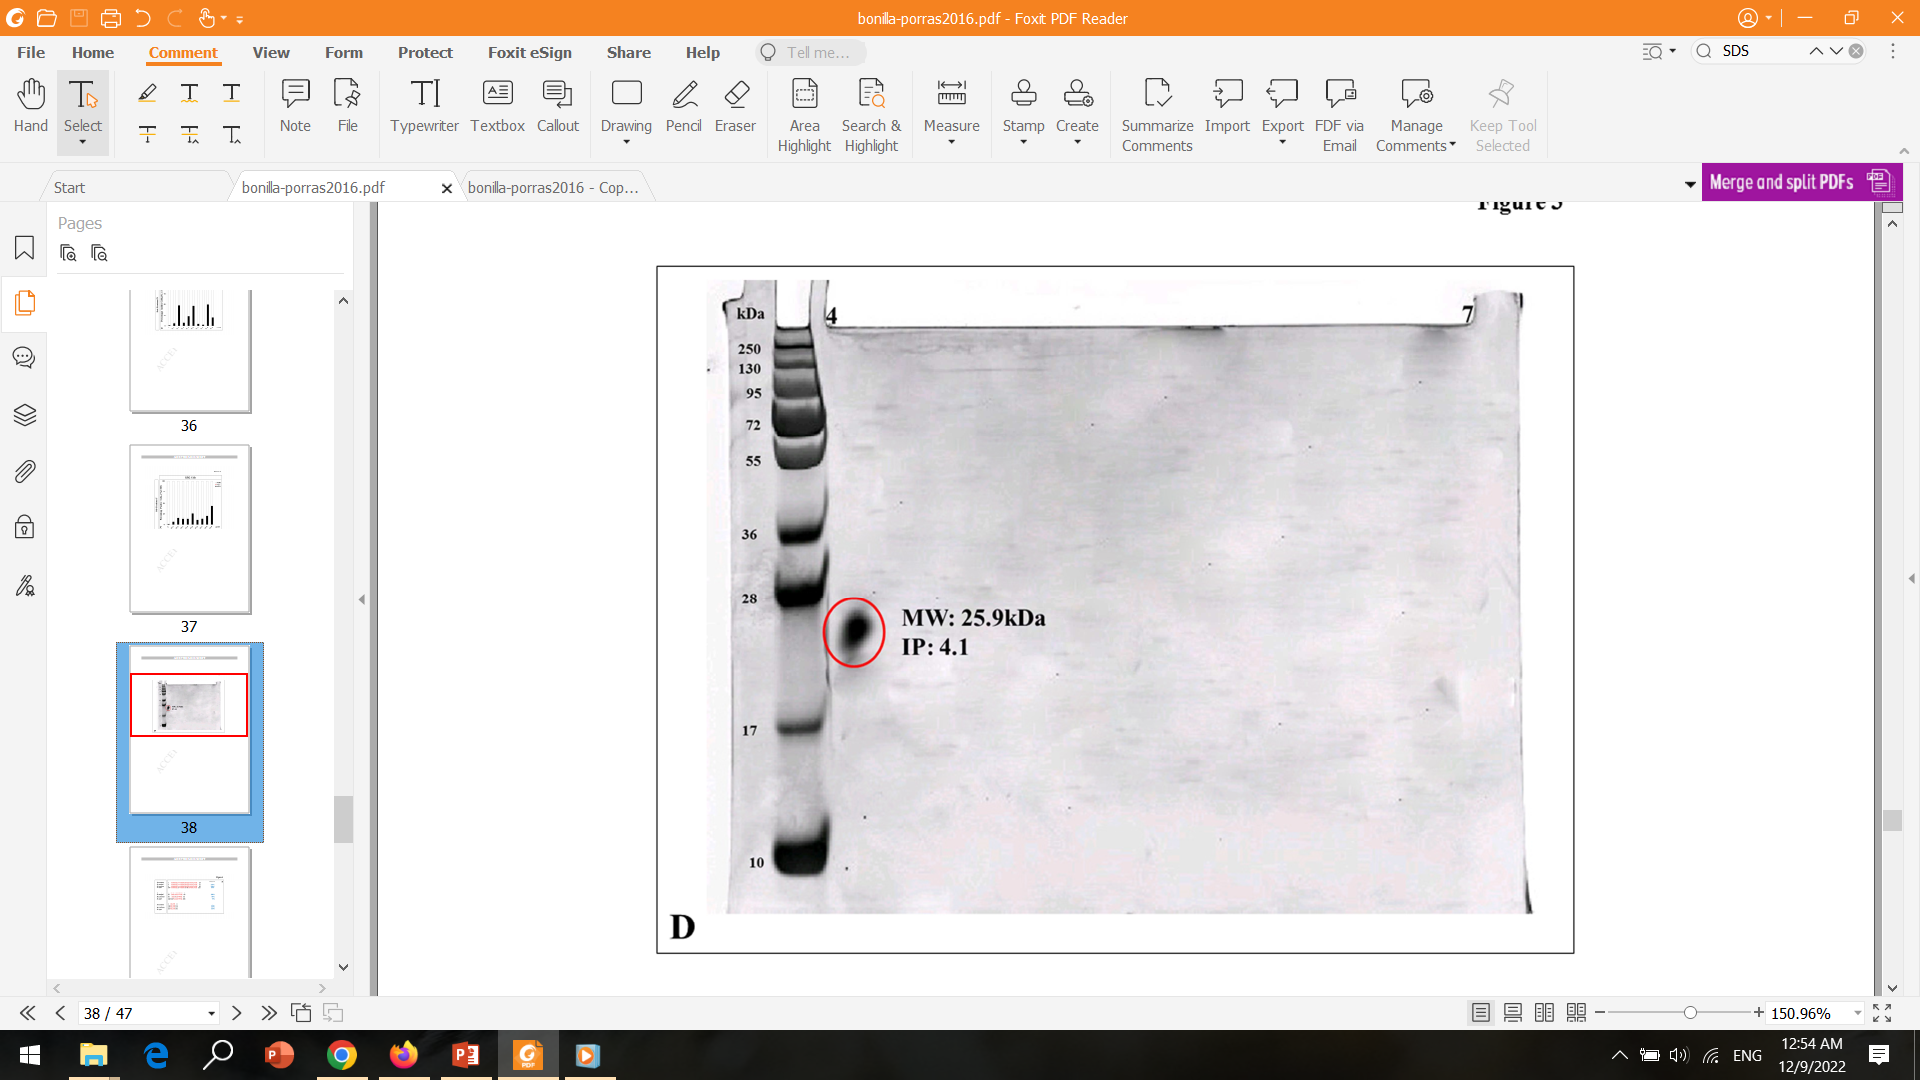 bonilla-porras2016.pdf - Foxit PDF Reader
File Home Comment View Form Protect Foxit eSign Share Help Tell me... SDS
Hand Select Note File Typewriter Textbox Callout Drawing Pencil Eraser Area Highlight Search & Highlight Measure Stamp Create Summarize Comments Import Export FDF via Email Manage Comments Keep Tool Selected
Start bonilla-porras2016.pdf bonilla-porras2016 - Cop... Merge and split PDFs
Pages
36
37
38
Figure 3
kDa
4
7
250
130
95
72
55
36
28
MW: 25.9kDa
IP: 4.1
17
10
D
38 / 47
150.96%
ENG
12:54 AM
12/9/2022